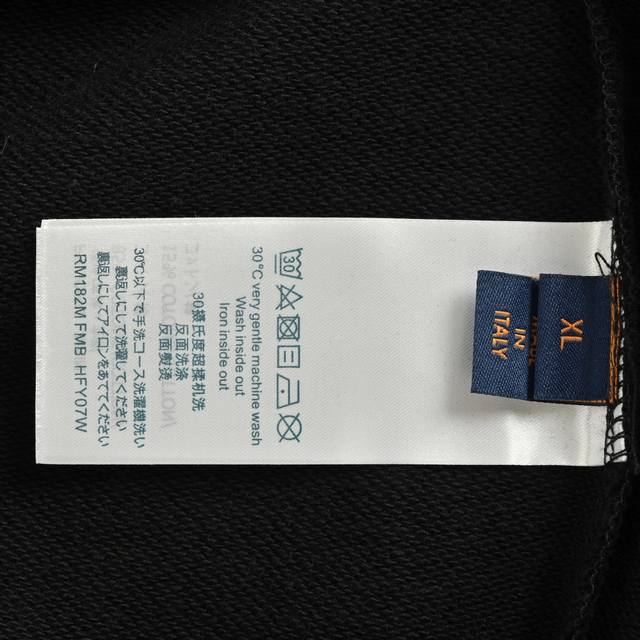 XL
MADE
IN
ITALY
30
30°C very gentle machine wash
Wash inside out
Iron inside out
30摄氏度超柔机洗
反面洗涤
反面熨烫
30℃以下で手洗コース洗濯機洗い
裏返しにして洗濯してください
裏返しにしてアイロンをあててください
RM182M FMB HFY07W